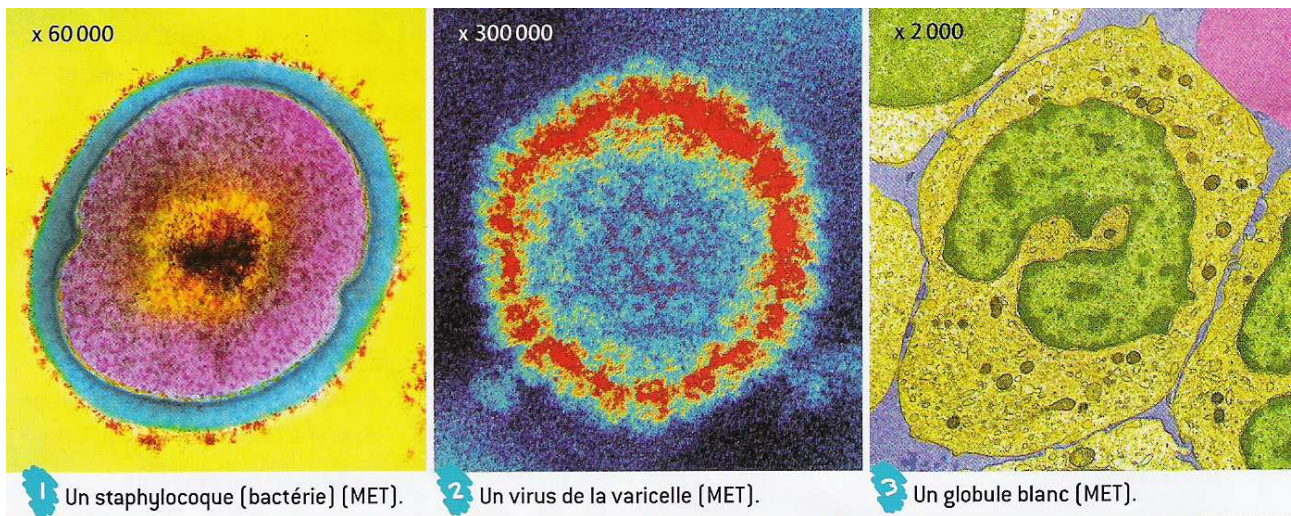 x 60 000
x 300 000
x 2 000
1 Un staphylocoque (bactérie) (MET).
2 Un virus de la varicelle (MET).
3 Un globule blanc (MET).